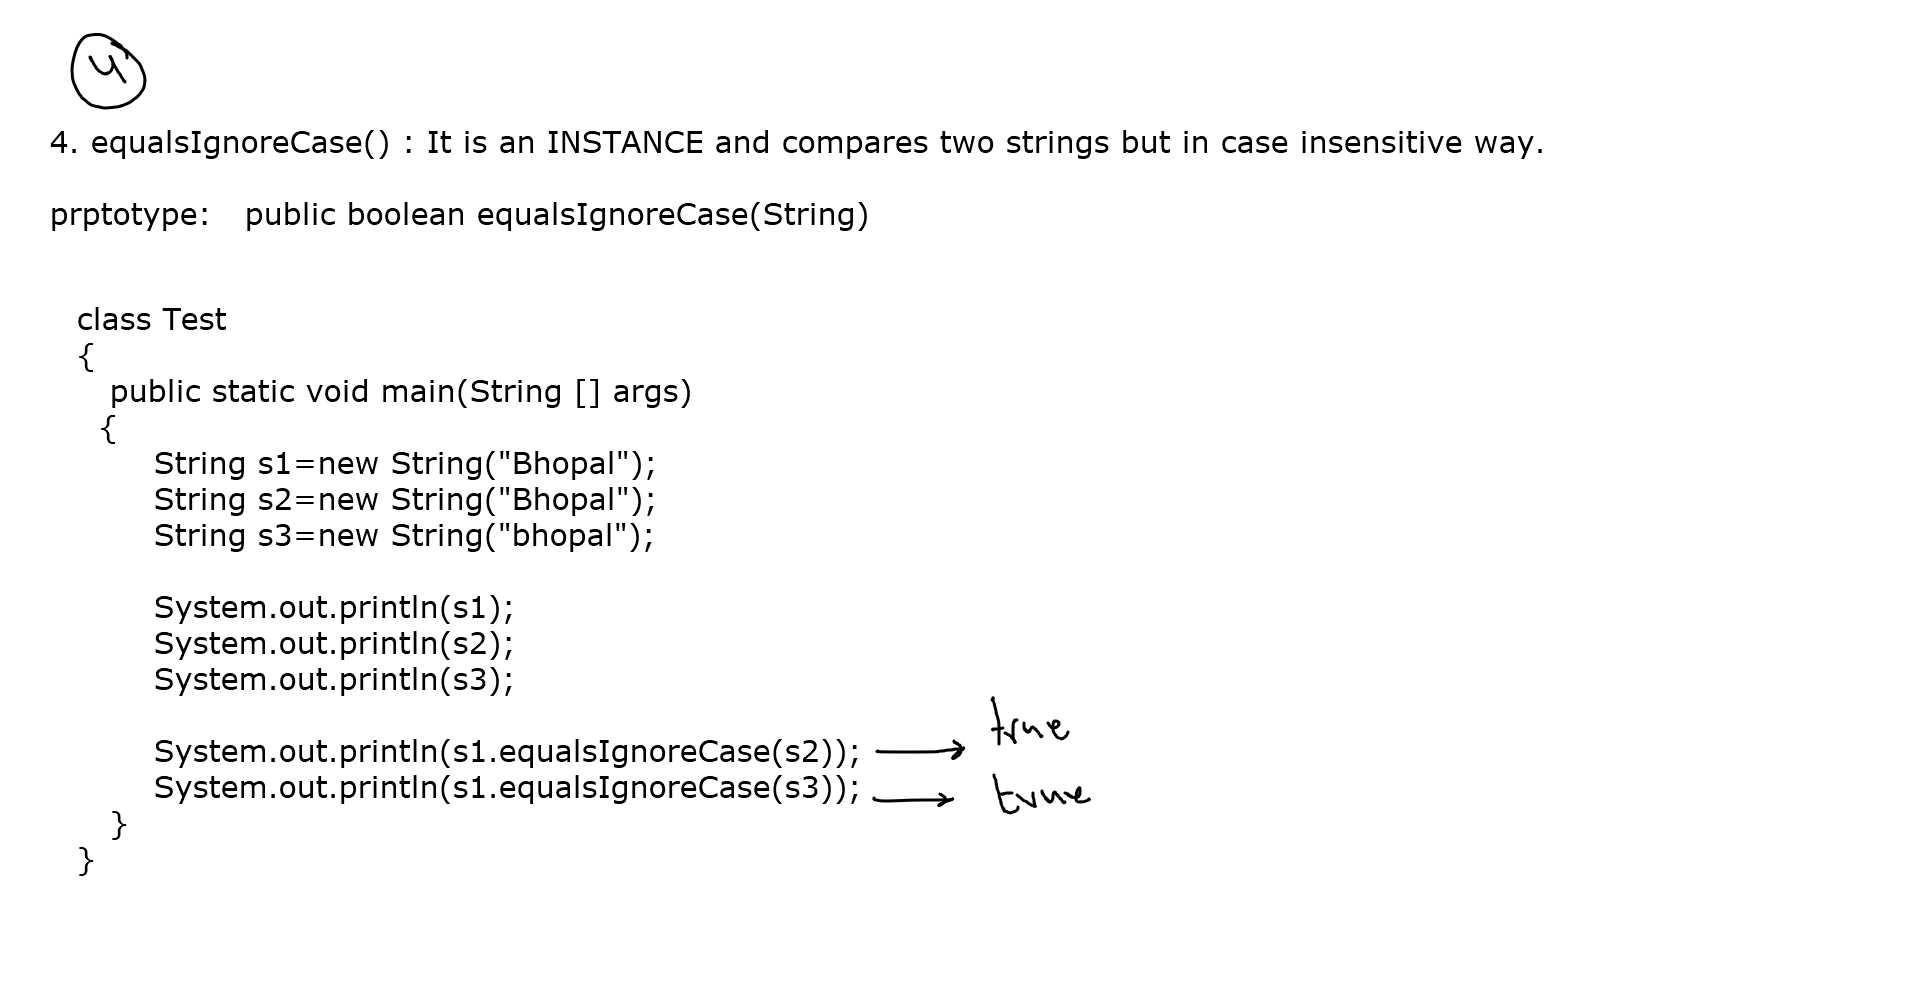 4
4. equalsIgnoreCase() : It is an INSTANCE and compares two strings but in case insensitive way.
prptotype: public boolean equalsIgnoreCase(String)
class Test
{
public static void main(String [] args)
{
String s1=new String("Bhopal");
String s2=new String("Bhopal");
String s3=new String("bhopal");
System.out.println(s1);
System.out.println(s2);
System.out.println(s3);
System.out.println(s1.equalsIgnoreCase(s2)); → true
System.out.println(s1.equalsIgnoreCase(s3)); → true
}
}